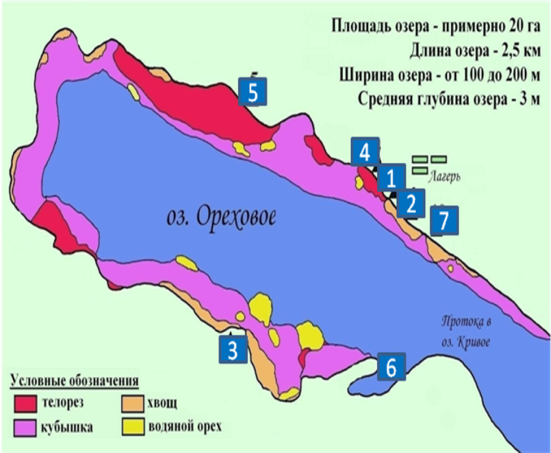 Площадь озера - примерно 20 га
Длина озера - 2,5 км
Ширина озера - от 100 до 200 м
Средняя глубина озера - 3 м
5
4
1
Лагерь
2
7
оз. Ореховое
Протока в
оз. Кривое
3
6
Условные обозначения
телорез
хвощ
кубышка
водяной орех